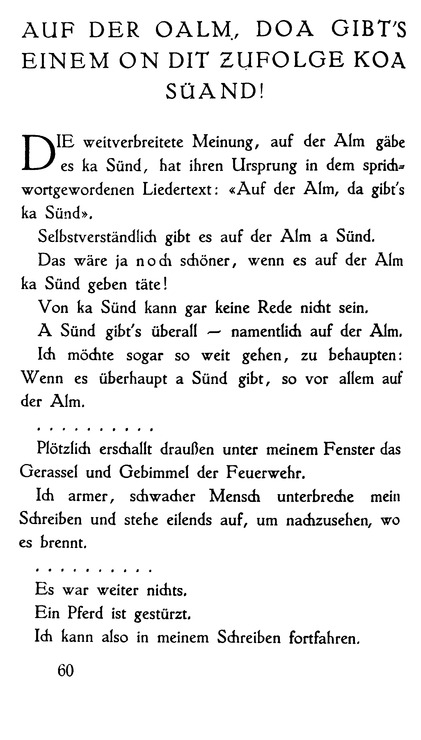 AUF DER OALM, DOA GIBT'S
EINEM ON DIT ZUFOLGE KOA
SÜAND!
DIE weitverbreitete Meinung, auf der Alm gäbe
es ka Sünd, hat ihren Ursprung in dem sprich-
wortgewordenen Liedertext: «Auf der Alm, da gibt's
ka Sünd».
Selbstverständlich gibt es auf der Alm a Sünd.
Das wäre ja noch schöner, wenn es auf der Alm
ka Sünd geben täte!
Von ka Sünd kann gar keine Rede nicht sein.
A Sünd gibt's überall — namentlich auf der Alm.
Ich möchte sogar so weit gehen, zu behaupten:
Wenn es überhaupt a Sünd gibt, so vor allem auf
der Alm.
. . . . . . . . . .
Plötzlich erschallt draußen unter meinem Fenster das
Gerassel und Gebimmel der Feuerwehr.
Ich armer, schwacher Mensch unterbreche mein
Schreiben und stehe eilends auf, um nachzusehen, wo
es brennt.
. . . . . . . . . .
Es war weiter nichts.
Ein Pferd ist gestürzt.
Ich kann also in meinem Schreiben fortfahren.
60